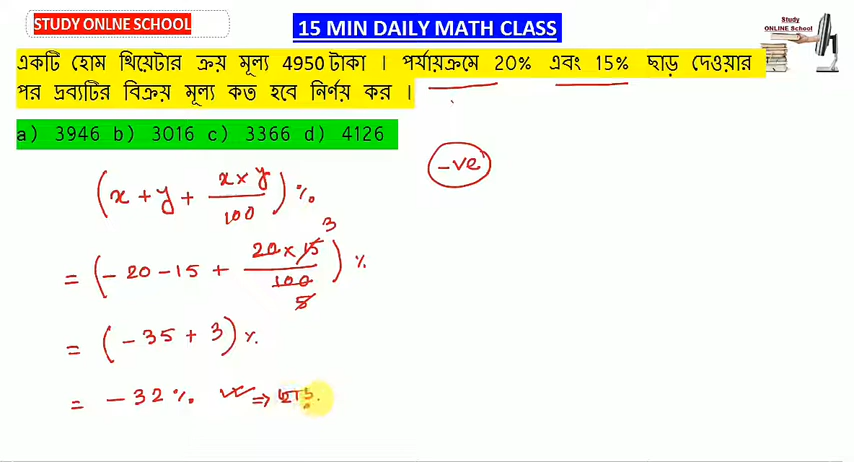 STUDY ONLNE SCHOOL
15 MIN DAILY MATH CLASS
Study
ONLINE School
একটি হোম থিয়েটার ক্রয় মূল্য 4950 টাকা । পর্যায়ক্রমে 20% এবং 15% ছাড় দেওয়ার
পর দ্রব্যটির বিক্রয় মূল্য কত হবে নির্ণয় কর ।
a) 3946 b) 3016 c) 3366 d) 4126
-ve
(x + y + x × y / 100) %
= (- 20 - 15 + 20 × 15 3 / 100 5) %
= (- 35 + 3) %
= - 32 % ⇒ ছাড়